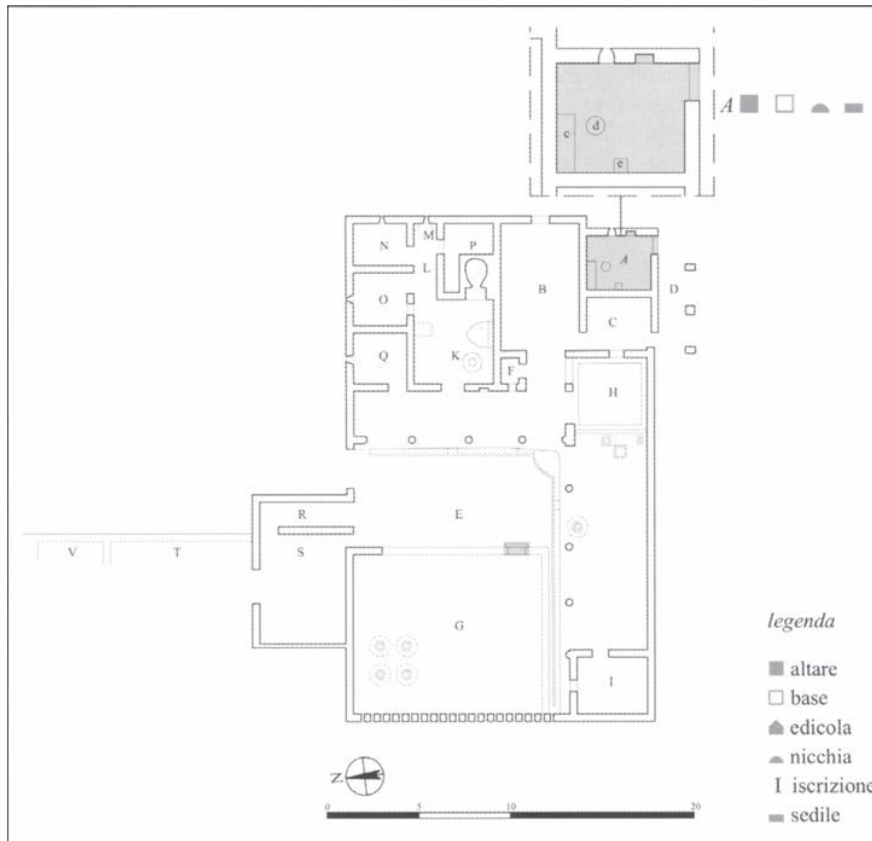 A
c
d
e
N
M
P
L
O
B
A
D
C
Q
K
F
H
R
E
V
T
S
G
I
legenda
altare
base
edicola
nicchia
I iscrizione
sedile
N
0
5
10
20